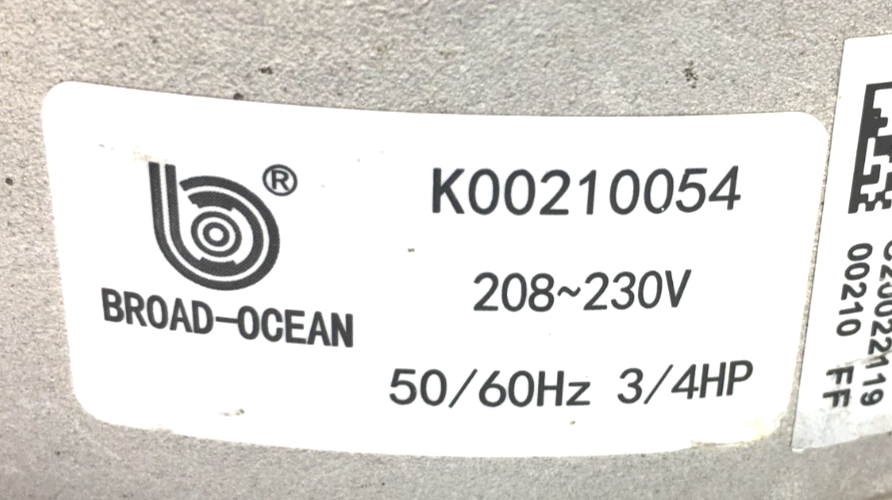 ®
BROAD-OCEAN
K00210054
208~230V
50/60Hz 3/4HP
00210 FF